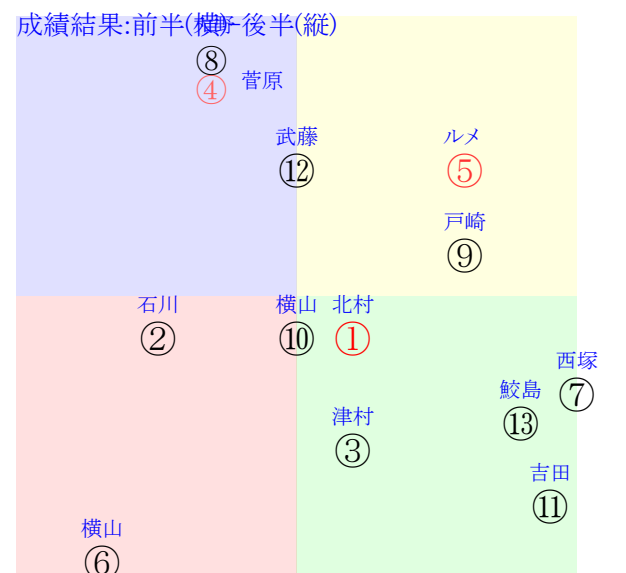 成績結果:前半(横)-後半(縦)
⑧
④ 菅原
武藤 ルメ
⑫ ⑤
戸崎
⑨
石川 横山 北村
② ⑩ ①
西塚
⑦
鮫島
⑬
津村
③
吉田
⑪
横山
⑥